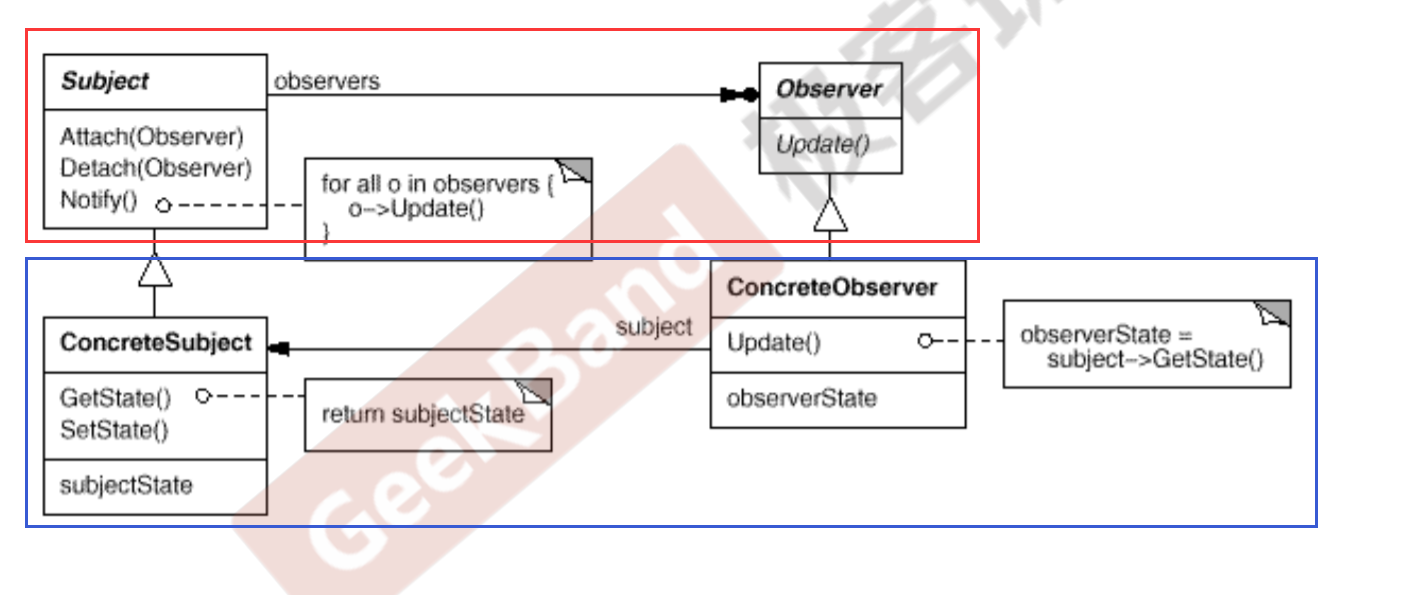 Subject
observers
Observer
Attach(Observer)
Detach(Observer)
Notify()
Update()
for all o in observers {
o->Update()
}
ConcreteObserver
ConcreteSubject
subject
Update()
observerState =
subject->GetState()
GetState()
SetState()
return subjectState
observerState
subjectState
GeekBand
极客班